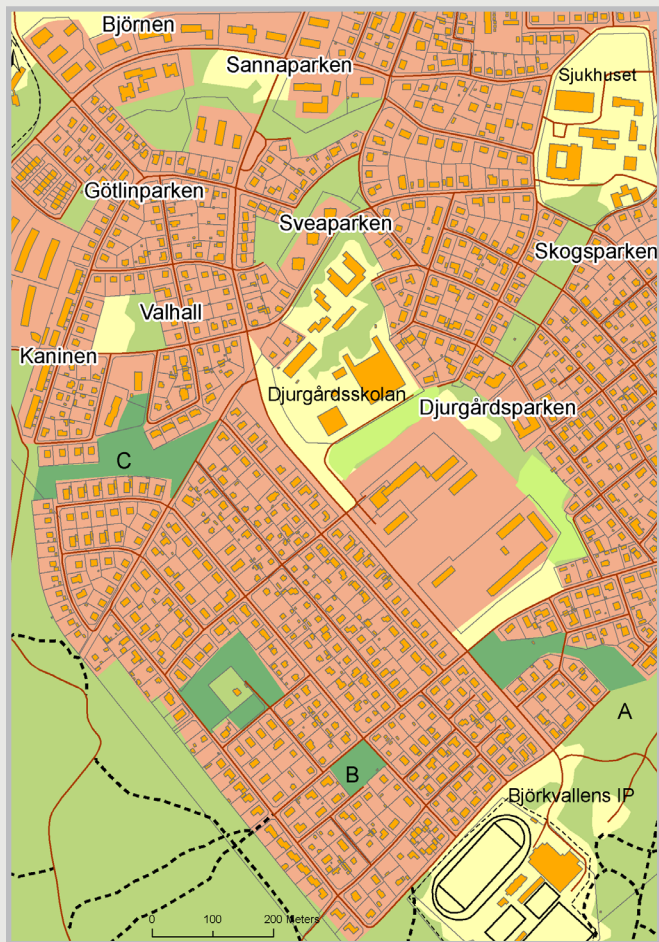 Björnen
Sannaparken
Sjukhuset
Götlinparken
Sveaparken
Skogsparken
Valhall
Kaninen
Djurgårdsskolan
Djurgårdsparken
C
A
B
Björkvallens IP
0 100 200 Meters